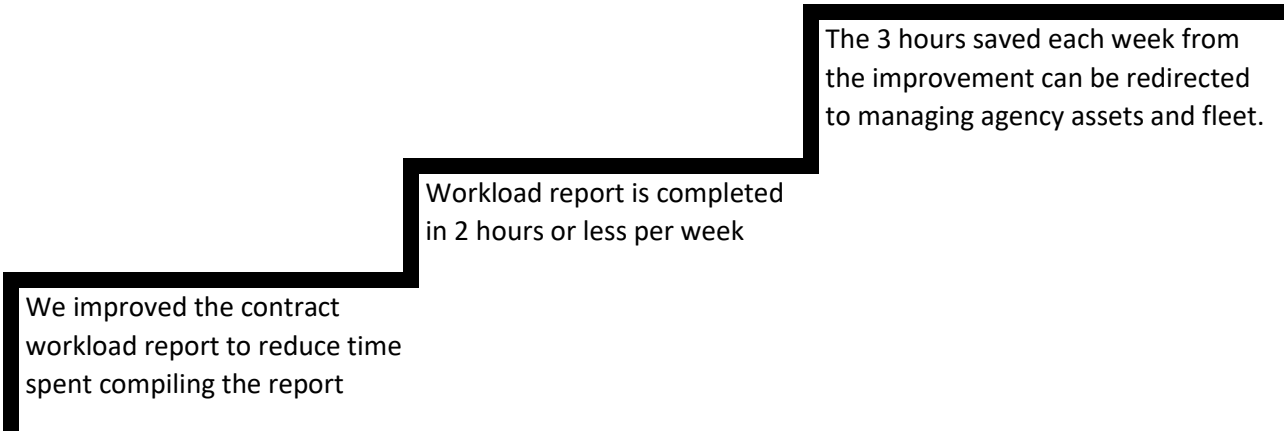 We improved the contract
workload report to reduce time
spent compiling the report
Workload report is completed
in 2 hours or less per week
The 3 hours saved each week from
the improvement can be redirected
to managing agency assets and fleet.